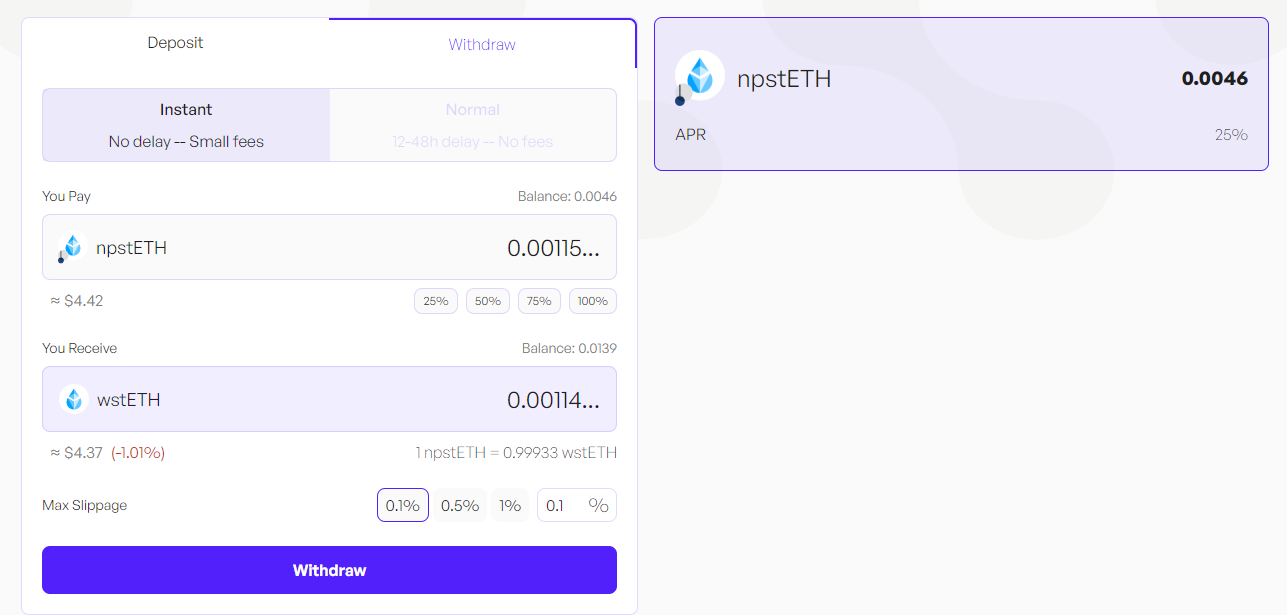 Deposit
Withdraw
Instant
No delay -- Small fees
Normal
12-48h delay -- No fees
You Pay
Balance: 0.0046
npstETH
0.00115...
≈ $4.42
25%
50%
75%
100%
You Receive
Balance: 0.0139
wstETH
0.00114...
≈ $4.37 (-1.01%)
1 npstETH = 0.99933 wstETH
Max Slippage
0.1%
0.5%
1%
0.1 %
Withdraw
npstETH
0.0046
APR
25%